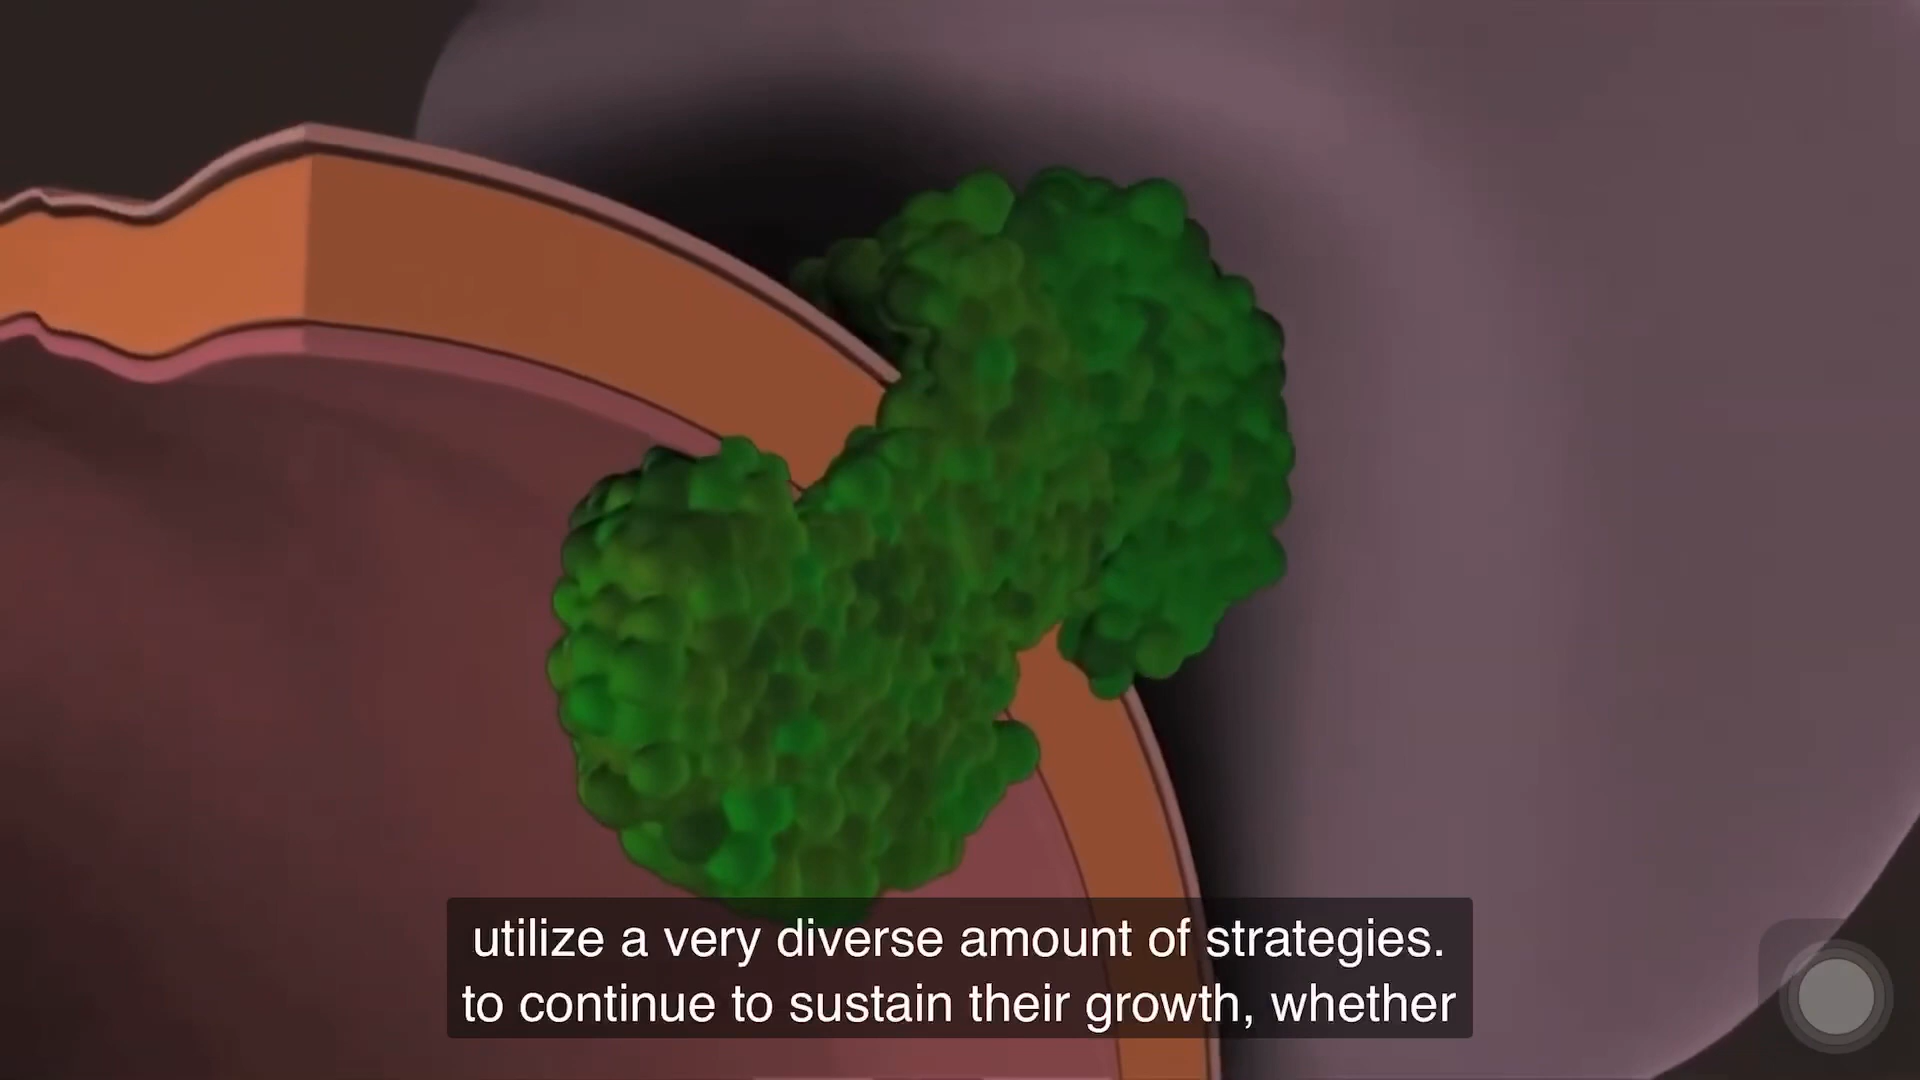 utilize a very diverse amount of strategies.
to continue to sustain their growth, whether